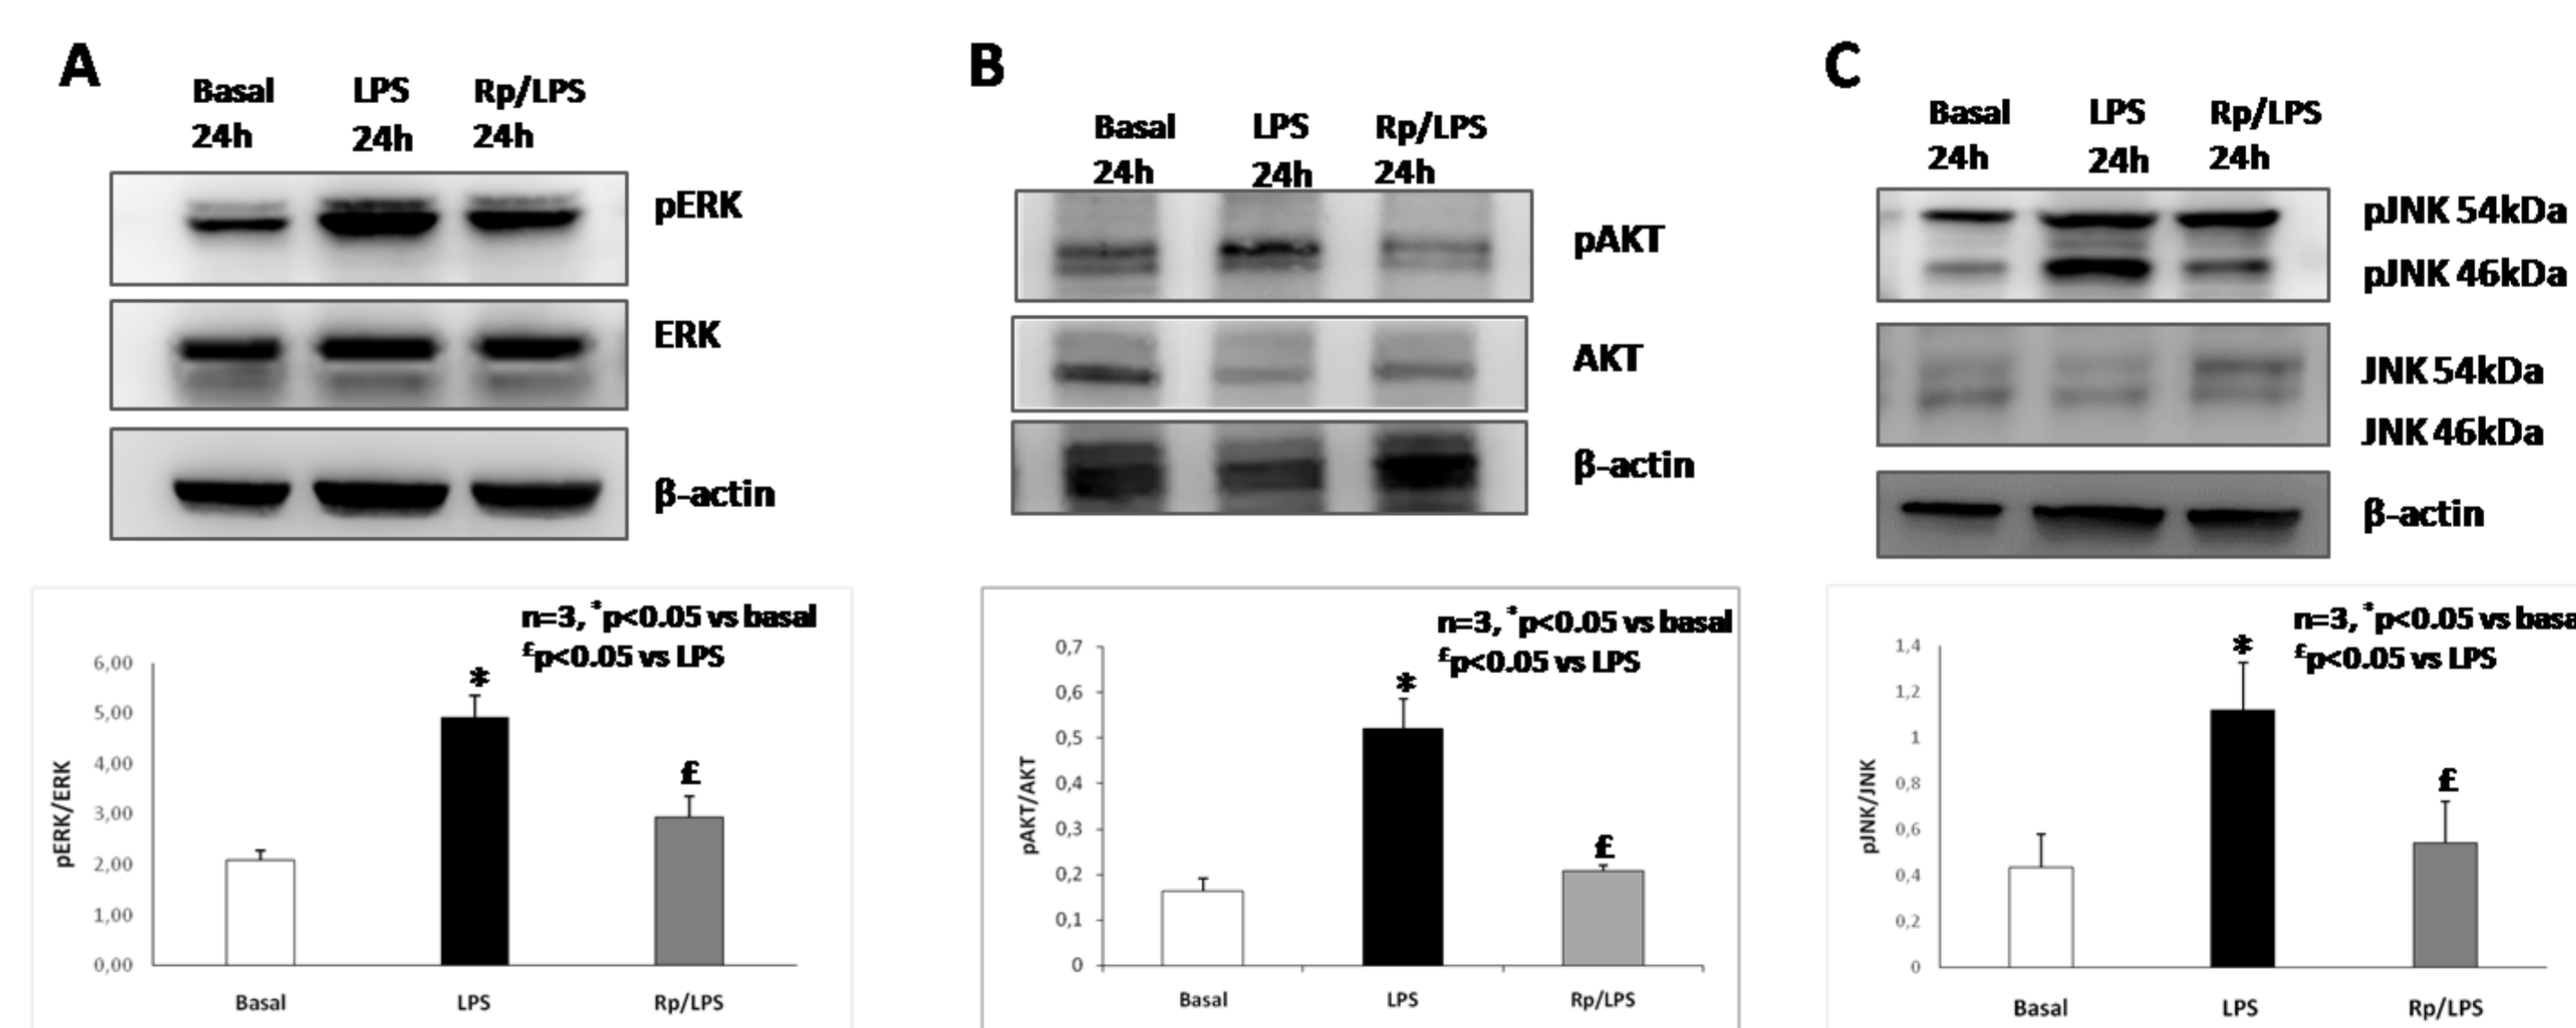 A
Basal LPS Rp/LPS
24h 24h 24h
pERK
ERK
β-actin
n=3, *p<0.05 vs basal
£p<0.05 vs LPS
6,00
5,00
4,00
3,00
2,00
1,00
0,00
pERK/ERK
*
£
Basal LPS Rp/LPS
B
Basal LPS Rp/LPS
24h 24h 24h
pAKT
AKT
β-actin
n=3, *p<0.05 vs basal
£p<0.05 vs LPS
0,7
0,6
0,5
0,4
0,3
0,2
0,1
0
pAKT/AKT
*
£
Basal LPS Rp/LPS
C
Basal LPS Rp/LPS
24h 24h 24h
pJNK 54kDa
pJNK 46kDa
JNK 54kDa
JNK 46kDa
β-actin
n=3, *p<0.05 vs basa
£p<0.05 vs LPS
1,4
1,2
1
0,8
0,6
0,4
0,2
0
pJNK/JNK
*
£
Basal LPS Rp/LPS